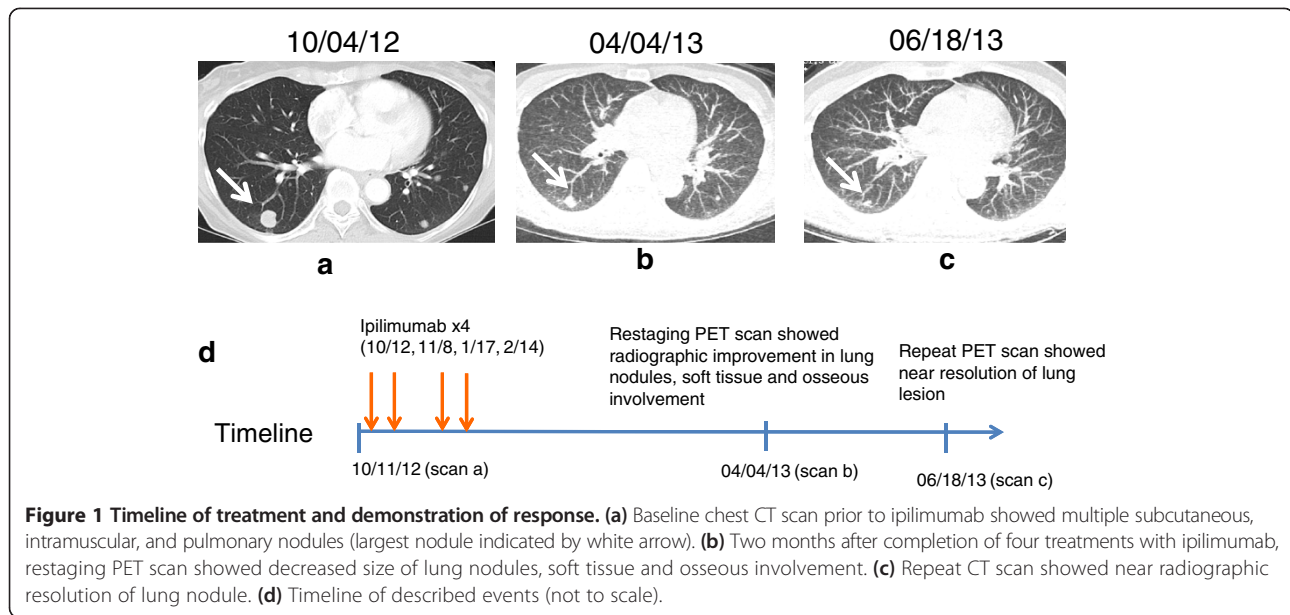 10/04/12
04/04/13
06/18/13
a
b
c
d
Ipilimumab x4
(10/12, 11/8, 1/17, 2/14)
Restaging PET scan showed
radiographic improvement in lung
nodules, soft tissue and osseous
involvement
Repeat PET scan showed
near resolution of lung
lesion
Timeline
10/11/12 (scan a)
04/04/13 (scan b)
06/18/13 (scan c)
Figure 1 Timeline of treatment and demonstration of response. (a) Baseline chest CT scan prior to ipilimumab showed multiple subcutaneous,
intramuscular, and pulmonary nodules (largest nodule indicated by white arrow). (b) Two months after completion of four treatments with ipilimumab,
restaging PET scan showed decreased size of lung nodules, soft tissue and osseous involvement. (c) Repeat CT scan showed near radiographic
resolution of lung nodule. (d) Timeline of described events (not to scale).